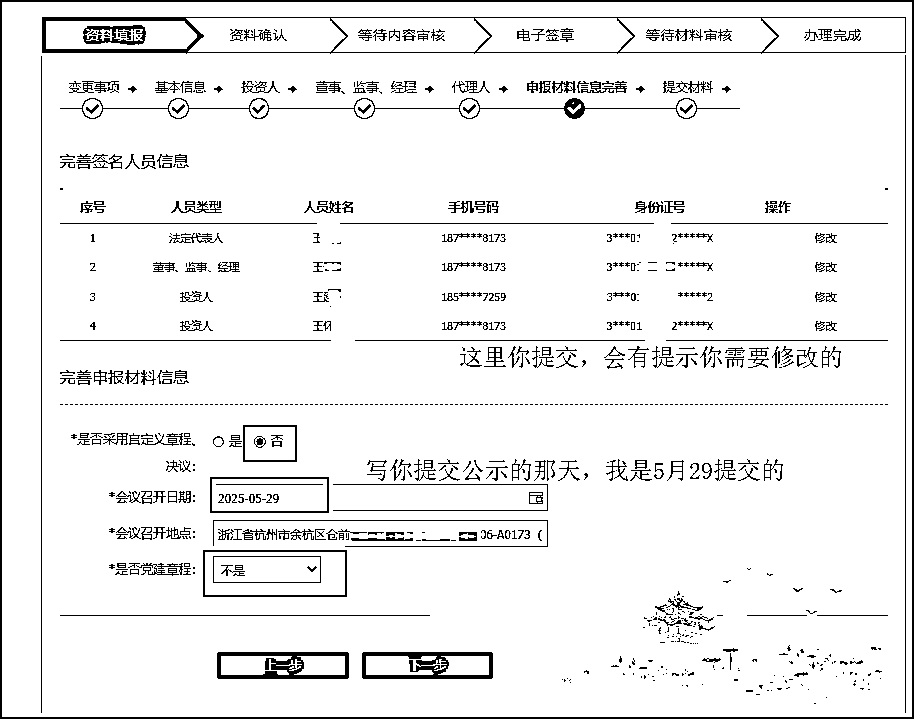 资料填报 资料确认 等待内容审核 电子签章 等待材料审核 办理完成
变更事项 基本信息 投资人 董事、监事、经理 代理人 申报材料信息完善 提交材料
完善签名人员信息
序号 人员类型 人员姓名 手机号码 身份证号 操作
1 法定代表人 王 187****8173 3***01 2*****X 修改
2 董事、监事、经理 王 187****8173 3***0 *****X 修改
3 投资人 王 185****7259 3***0 *****2 修改
4 投资人 王 187****8173 3***01 2*****X 修改
这里你提交，会有提示你需要修改的
完善申报材料信息
*是否采用自定义章程、 是 否
决议：
写你提交公示的那天，我是5月29提交的
*会议召开日期： 2025-05-29
*会议召开地点： 浙江省杭州市余杭区仓前 06-A0173（
*是否党建章程： 不是
上一步 下一步